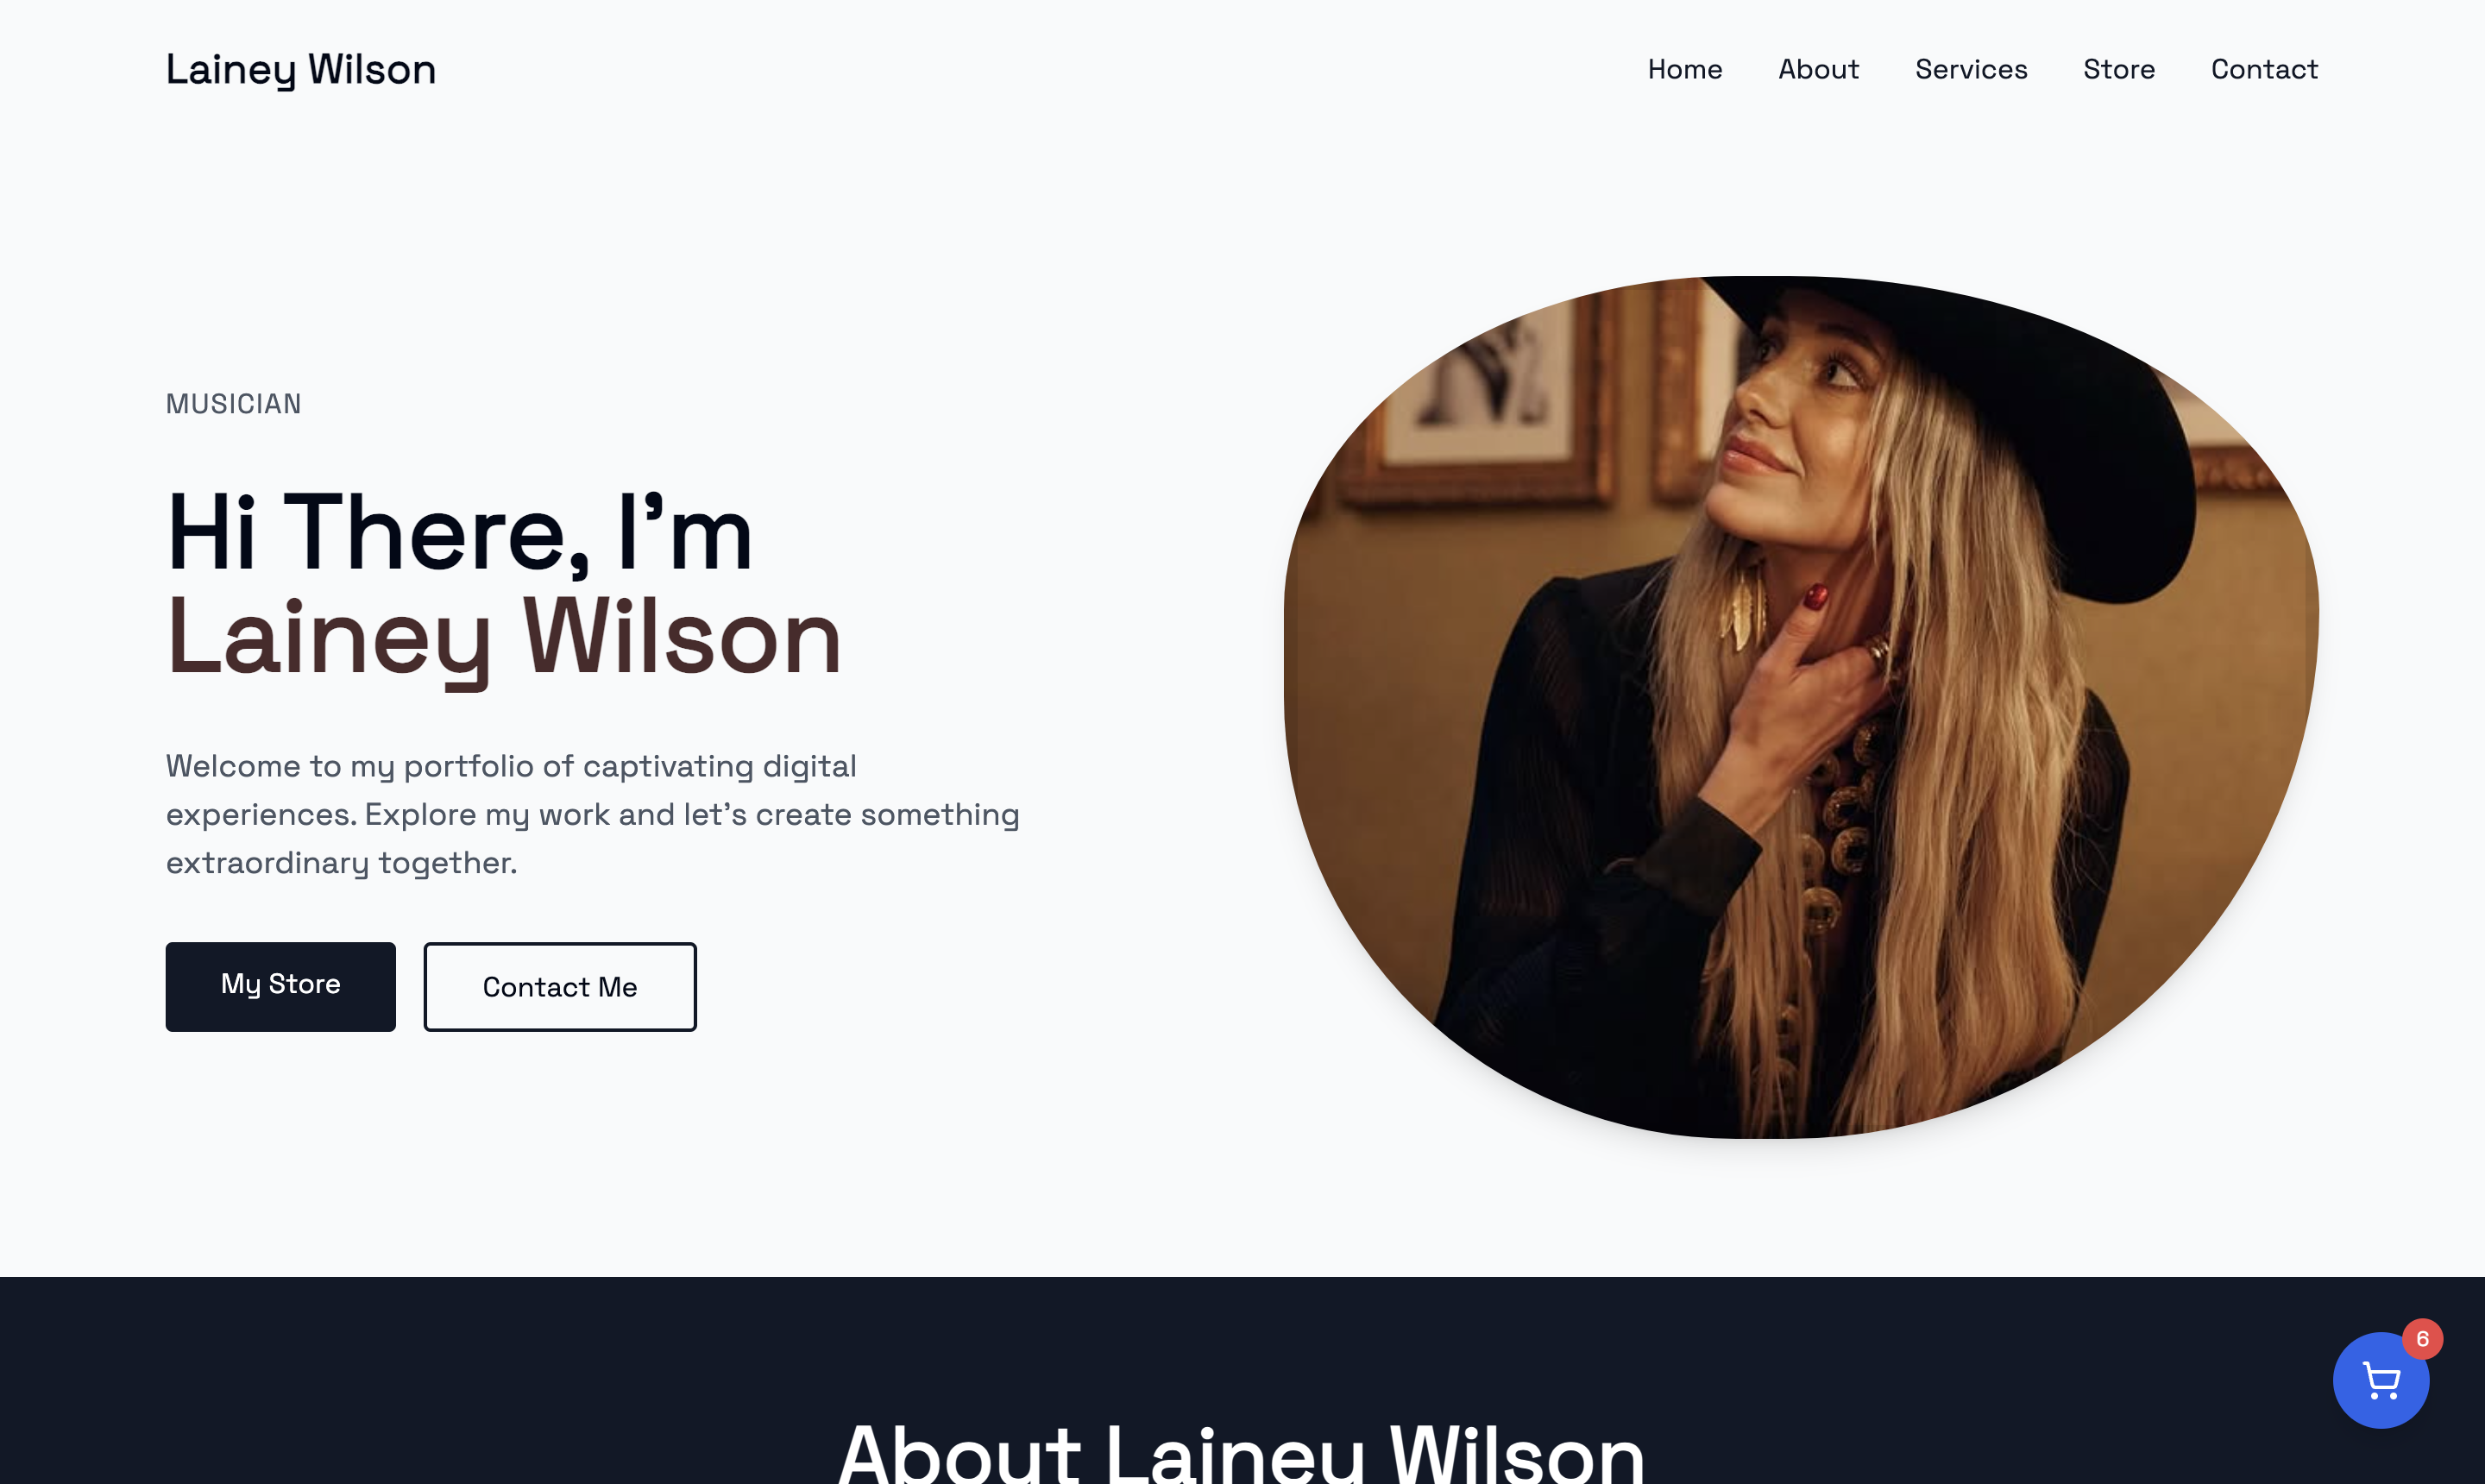 Lainey Wilson
Home
About
Services
Store
Contact
MUSICIAN
Hi There, I'm
Lainey Wilson
Welcome to my portfolio of captivating digital
experiences. Explore my work and let's create something
extraordinary together.
My Store
Contact Me
6
About Lainey Wilson